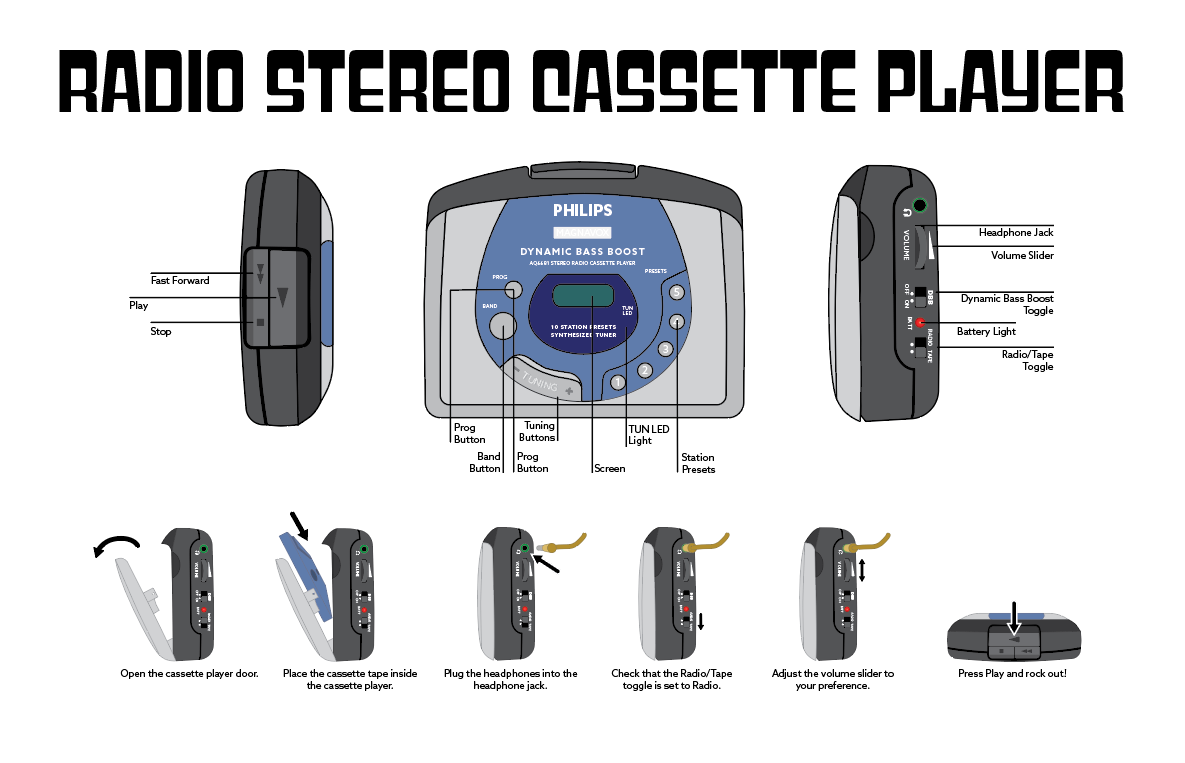 RADIO STEREO CASSETTE PLAYER
Fast Forward
Play
Stop
PHILIPS
MAGNAVOX
DYNAMIC BASS BOOST
AQ6681 STEREO RADIO CASSETTE PLAYER
PRESETS
PROG
BAND
TUN
LED
10 STATION PRESETS
SYNTHESIZED TUNER
5
4
3
2
1
- TUNING +
Prog
Button
Band
Button
Prog
Button
Tuning
Buttons
Screen
TUN LED
Light
Station
Presets
VOLUME
DBB
OFF ON
BATT
RADIO TAPE
Headphone Jack
Volume Slider
Dynamic Bass Boost
Toggle
Battery Light
Radio/Tape
Toggle
VOLUME
VOLUME
VOLUME
VOLUME
VOLUME
Open the cassette player door.
Place the cassette tape inside
the cassette player.
Plug the headphones into the
headphone jack.
Check that the Radio/Tape
toggle is set to Radio.
Adjust the volume slider to
your preference.
Press Play and rock out!